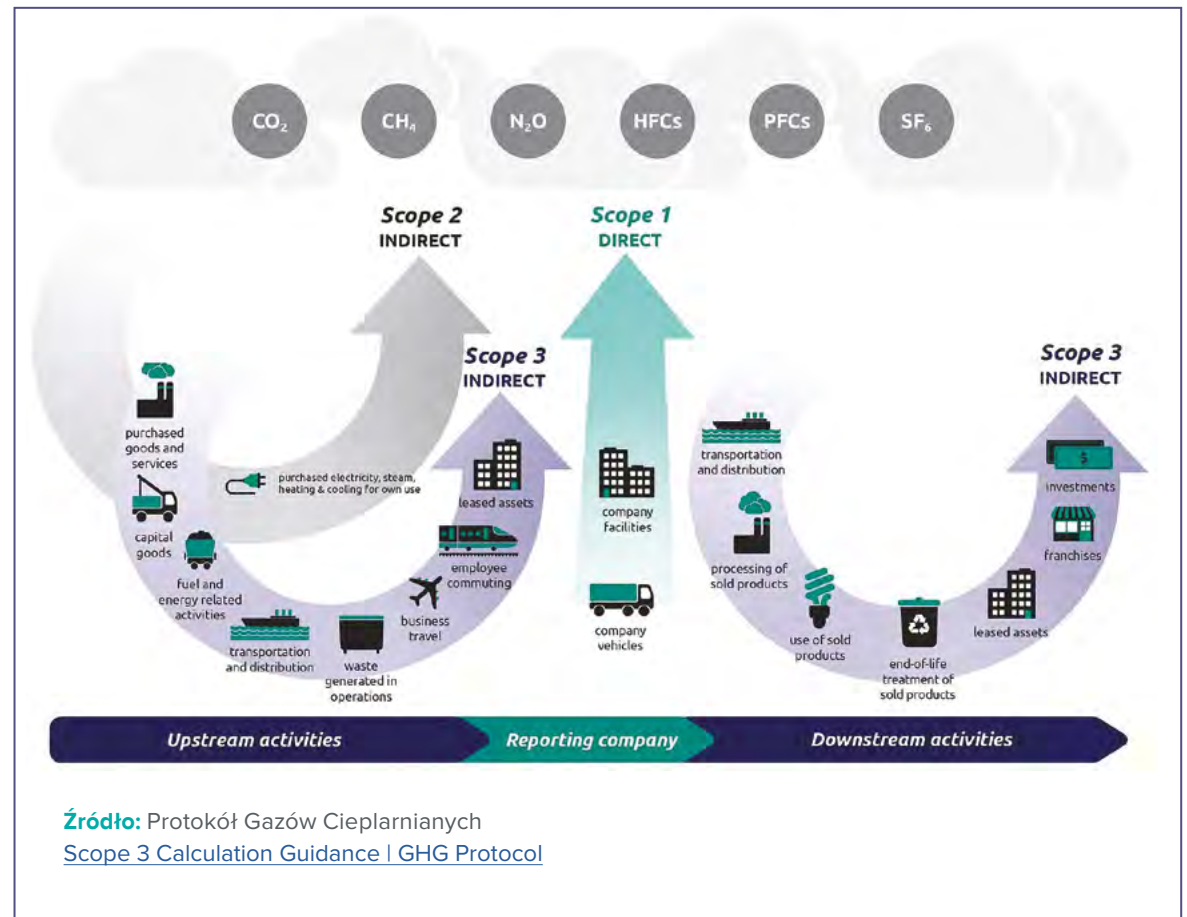 CO₂ CH₄ N₂O HFCs PFCs SF₆
Scope 2
INDIRECT
Scope 1
DIRECT
Scope 3
INDIRECT
Scope 3
INDIRECT
purchased
goods and
services
capital
goods
fuel and
energy related
activities
purchased electricity, steam,
heating & cooling for own use
transportation
and distribution
waste
generated in
operations
business
travel
employee
commuting
leased assets
company
facilities
company
vehicles
transportation
and distribution
processing of
sold products
use of sold
products
end-of-life
treatment of
sold products
leased assets
franchises
$
investments
Upstream activities
Reporting company
Downstream activities
Źródło: Protokół Gazów Cieplarnianych
Scope 3 Calculation Guidance | GHG Protocol